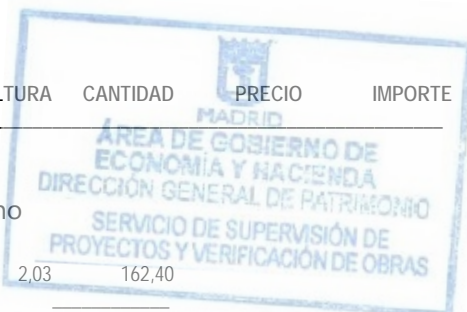 LTURA CANTIDAD PRECIO IMPORTE
MADRID
ÁREA DE GOBIERNO DE
ECONOMÍA Y HACIENDA
DIRECCIÓN GENERAL DE PATRIMONIO
no
SERVICIO DE SUPERVISIÓN DE
PROYECTOS Y VERIFICACIÓN DE OBRAS
2,03 162,40